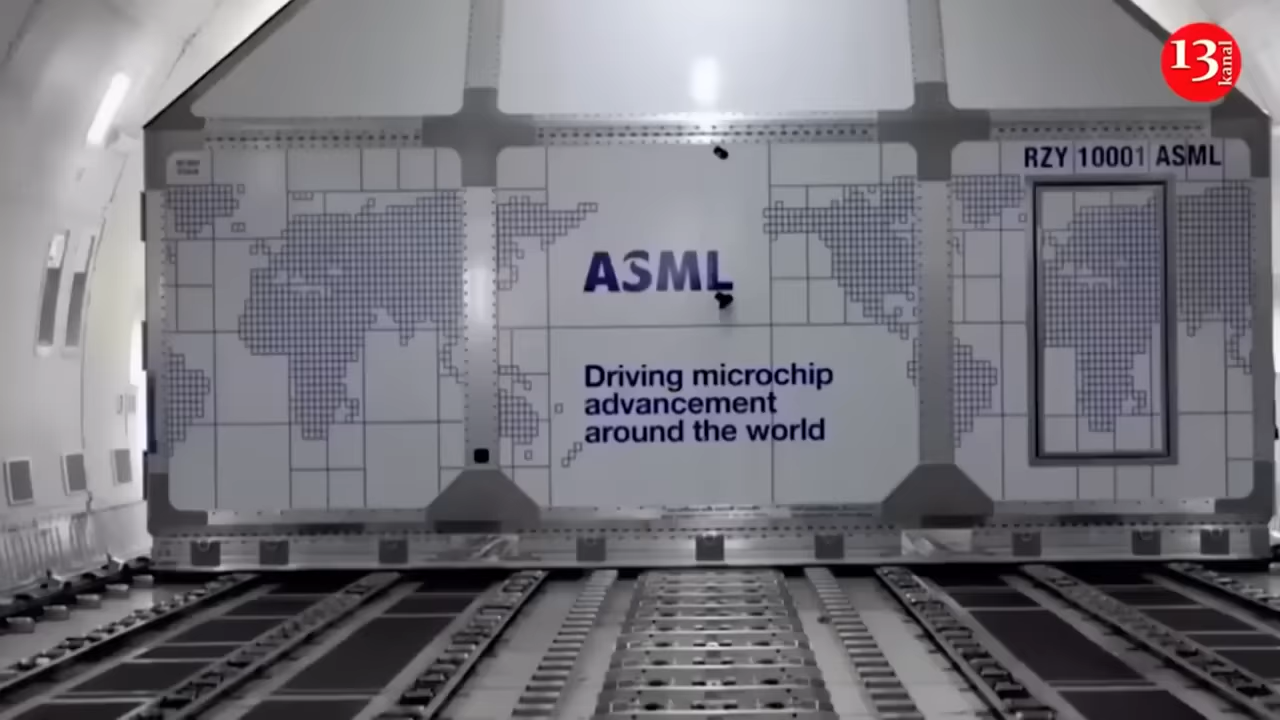 13
kanal
RZY 10001 ASML
ASML
Driving microchip
advancement
around the world